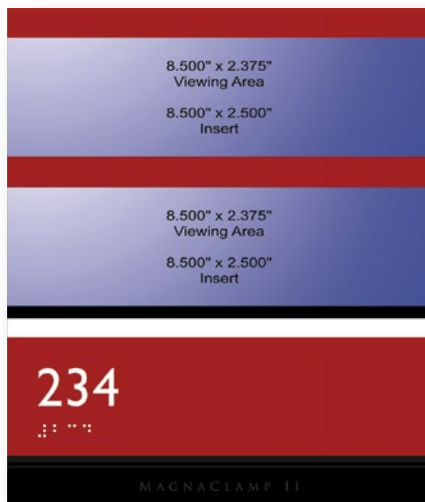 8.500" x 2.375"
Viewing Area
8.500" x 2.500"
Insert
8.500" x 2.375"
Viewing Area
8.500" x 2.500"
Insert
234
⠼⠃⠉⠙
MAGNACLAMP II